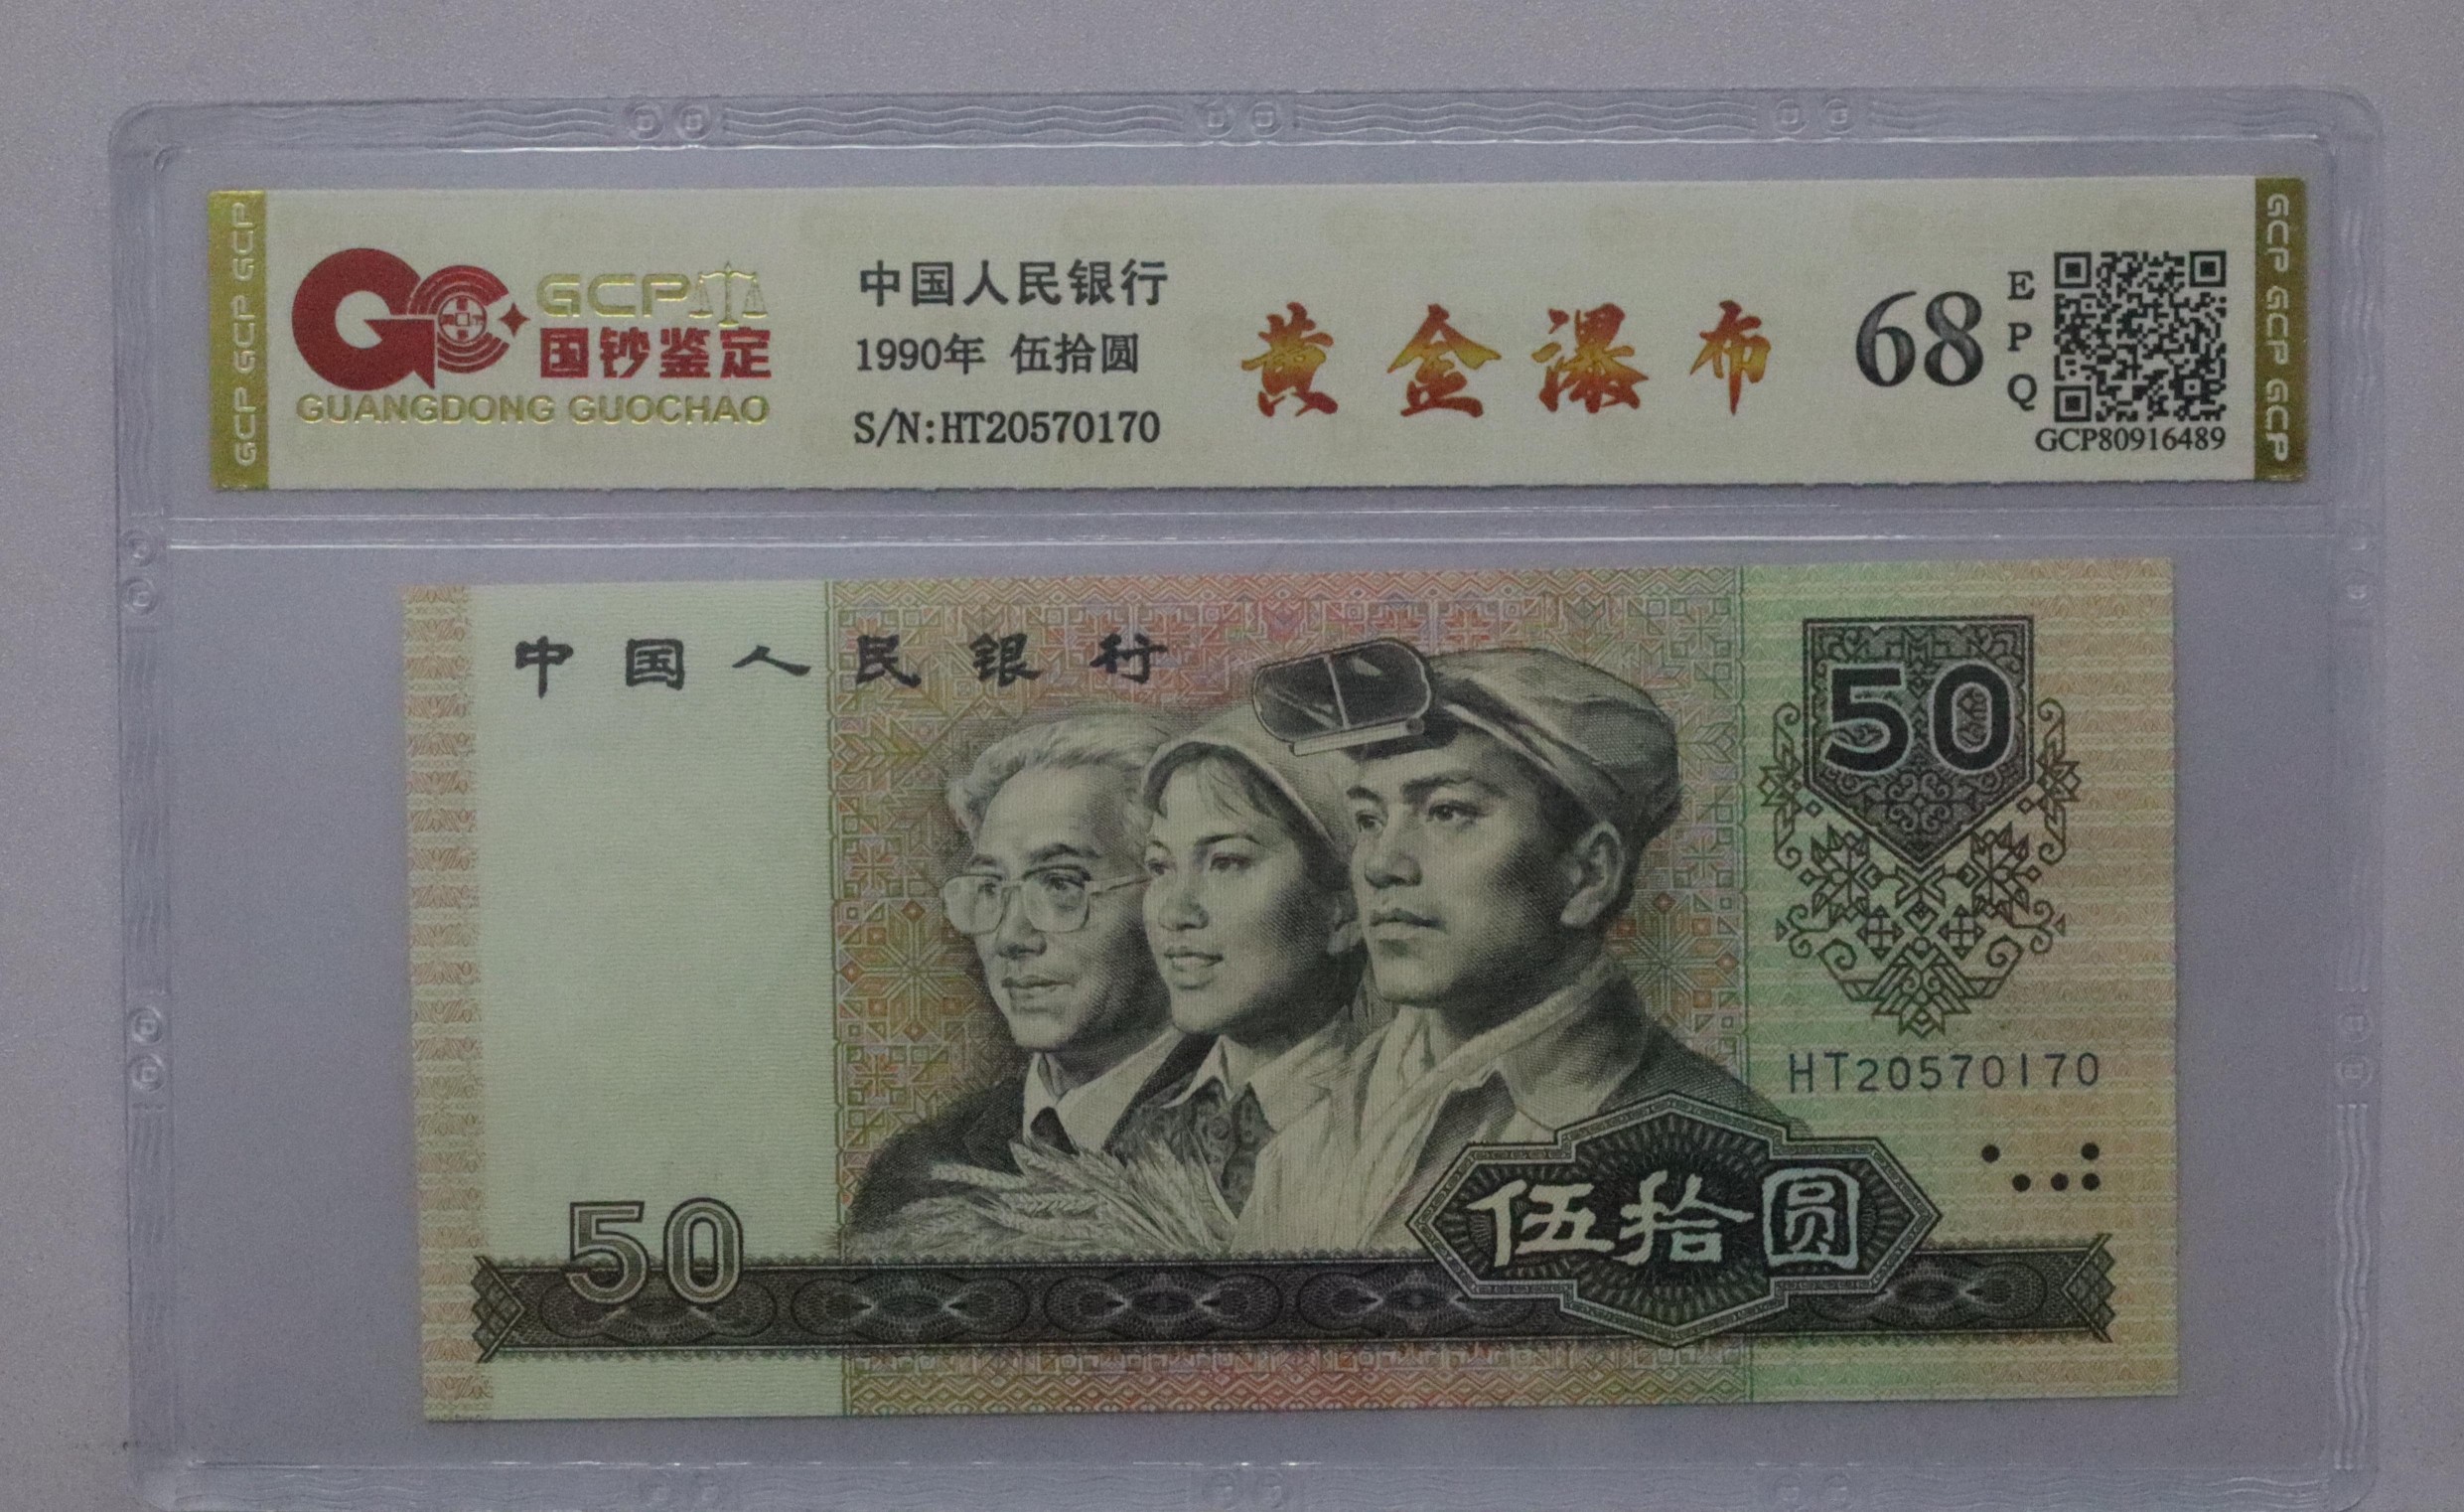 GCP GCP GCP
GCP
国钞鉴定
GUANGDONG GUOCHAO
中国人民银行
1990年 伍拾圆
S/N:HT20570170
黄金瀑布
68
EPQ
GCP80916489
GCP GCP GCP
中国人民银行
50
HT20570170
50
伍拾圆